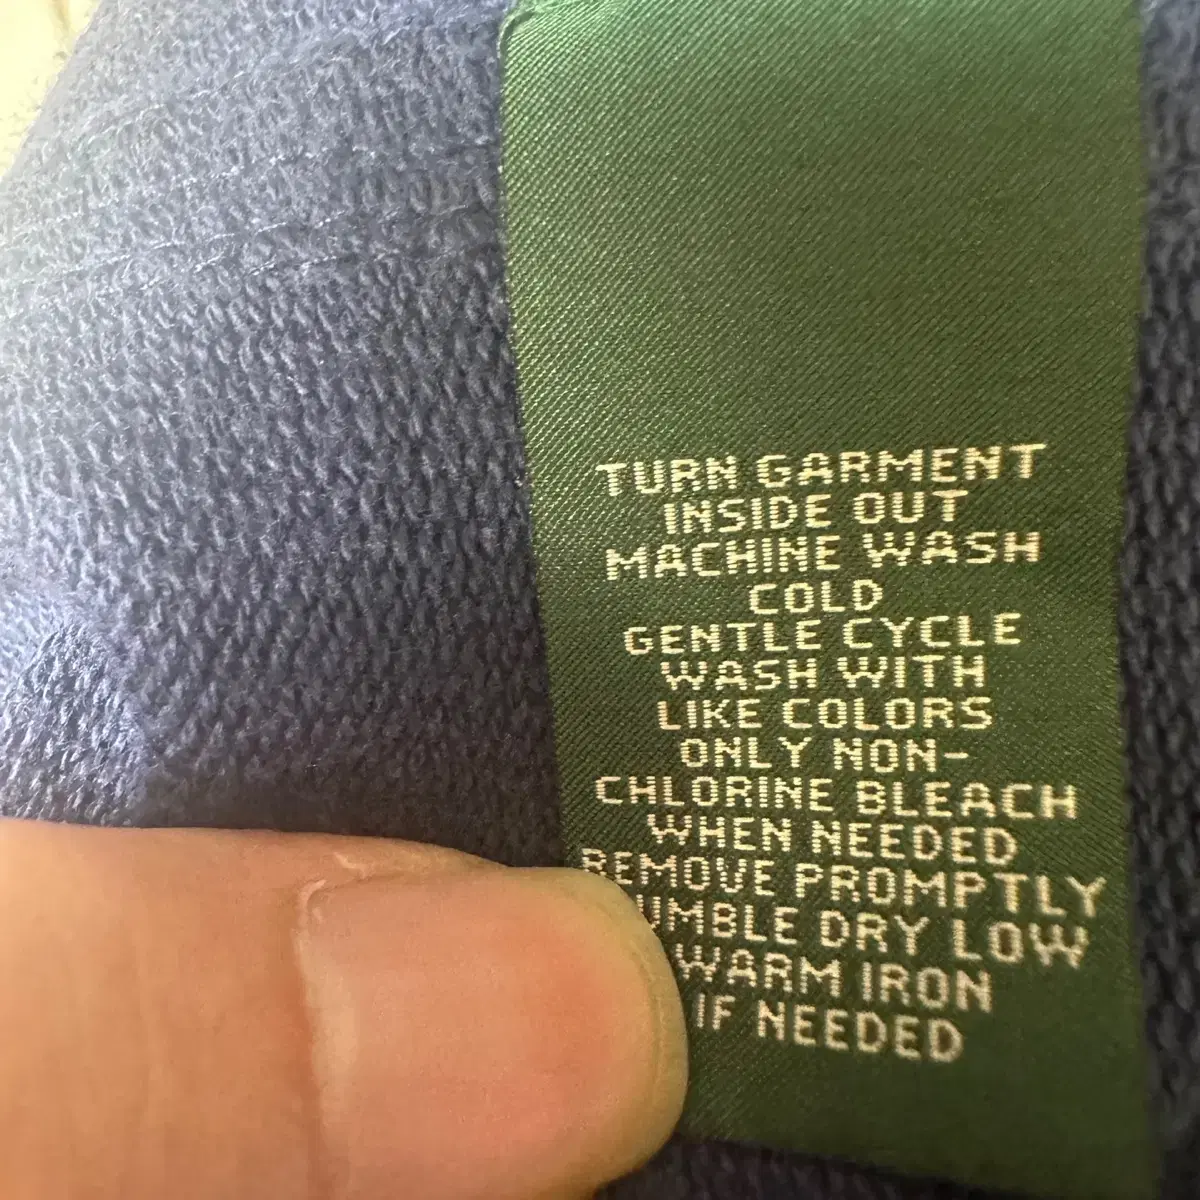 TURN GARMENT
INSIDE OUT
MACHINE WASH
COLD
GENTLE CYCLE
WASH WITH
LIKE COLORS
ONLY NON-
CHLORINE BLEACH
WHEN NEEDED
REMOVE PROMPTLY
UMBLE DRY LOW
WARM IRON
IF NEEDED